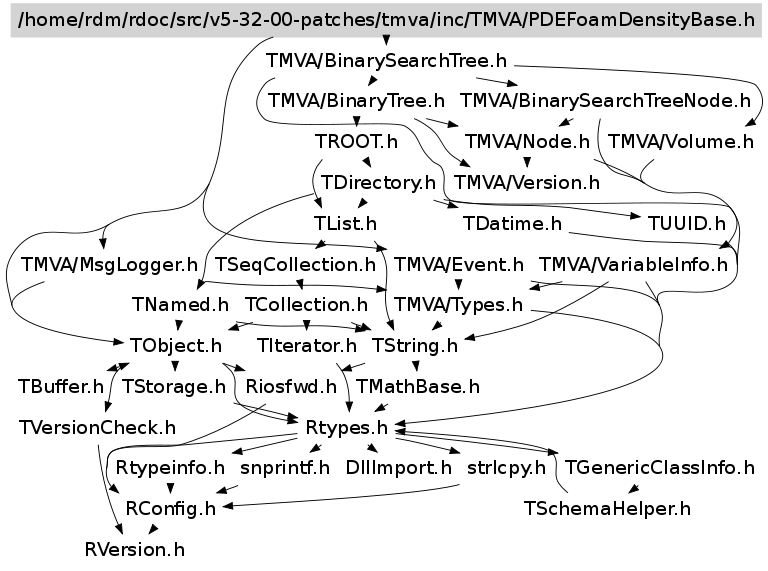 /home/rdm/rdoc/src/v5-32-00-patches/tmva/inc/TMVA/PDEFoamDensityBase.h
TMVA/BinarySearchTree.h
TMVA/BinaryTree.h TMVA/BinarySearchTreeNode.h
TROOT.h TMVA/Node.h TMVA/Volume.h
TDirectory.h TMVA/Version.h
TList.h TDatime.h TUUID.h
TMVA/MsgLogger.h TSeqCollection.h TMVA/Event.h TMVA/VariableInfo.h
TNamed.h TCollection.h TMVA/Types.h
TObject.h TIterator.h TString.h
TBuffer.h TStorage.h Riosfwd.h TMathBase.h
TVersionCheck.h Rtypes.h
Rtypeinfo.h snprintf.h DllImport.h strlcpy.h TGenericClassInfo.h
RConfig.h TSchemaHelper.h
RVersion.h